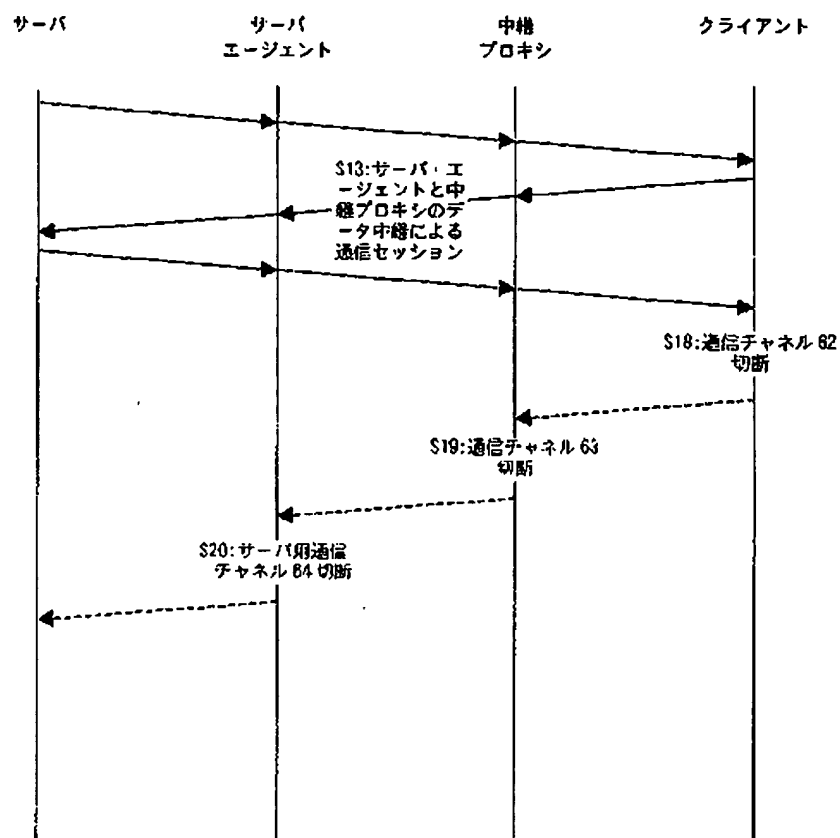 サーバ
サーバ
エージェント
中継
プロキシ
クライアント
S13:サーバ・エ
ージェントと中
継プロキシのデ
ータ中継による
通信セッション
S18:通信チャネル 62
切断
S19:通信チャネル 63
切断
S20:サーバ用通信
チャネル 64 切断